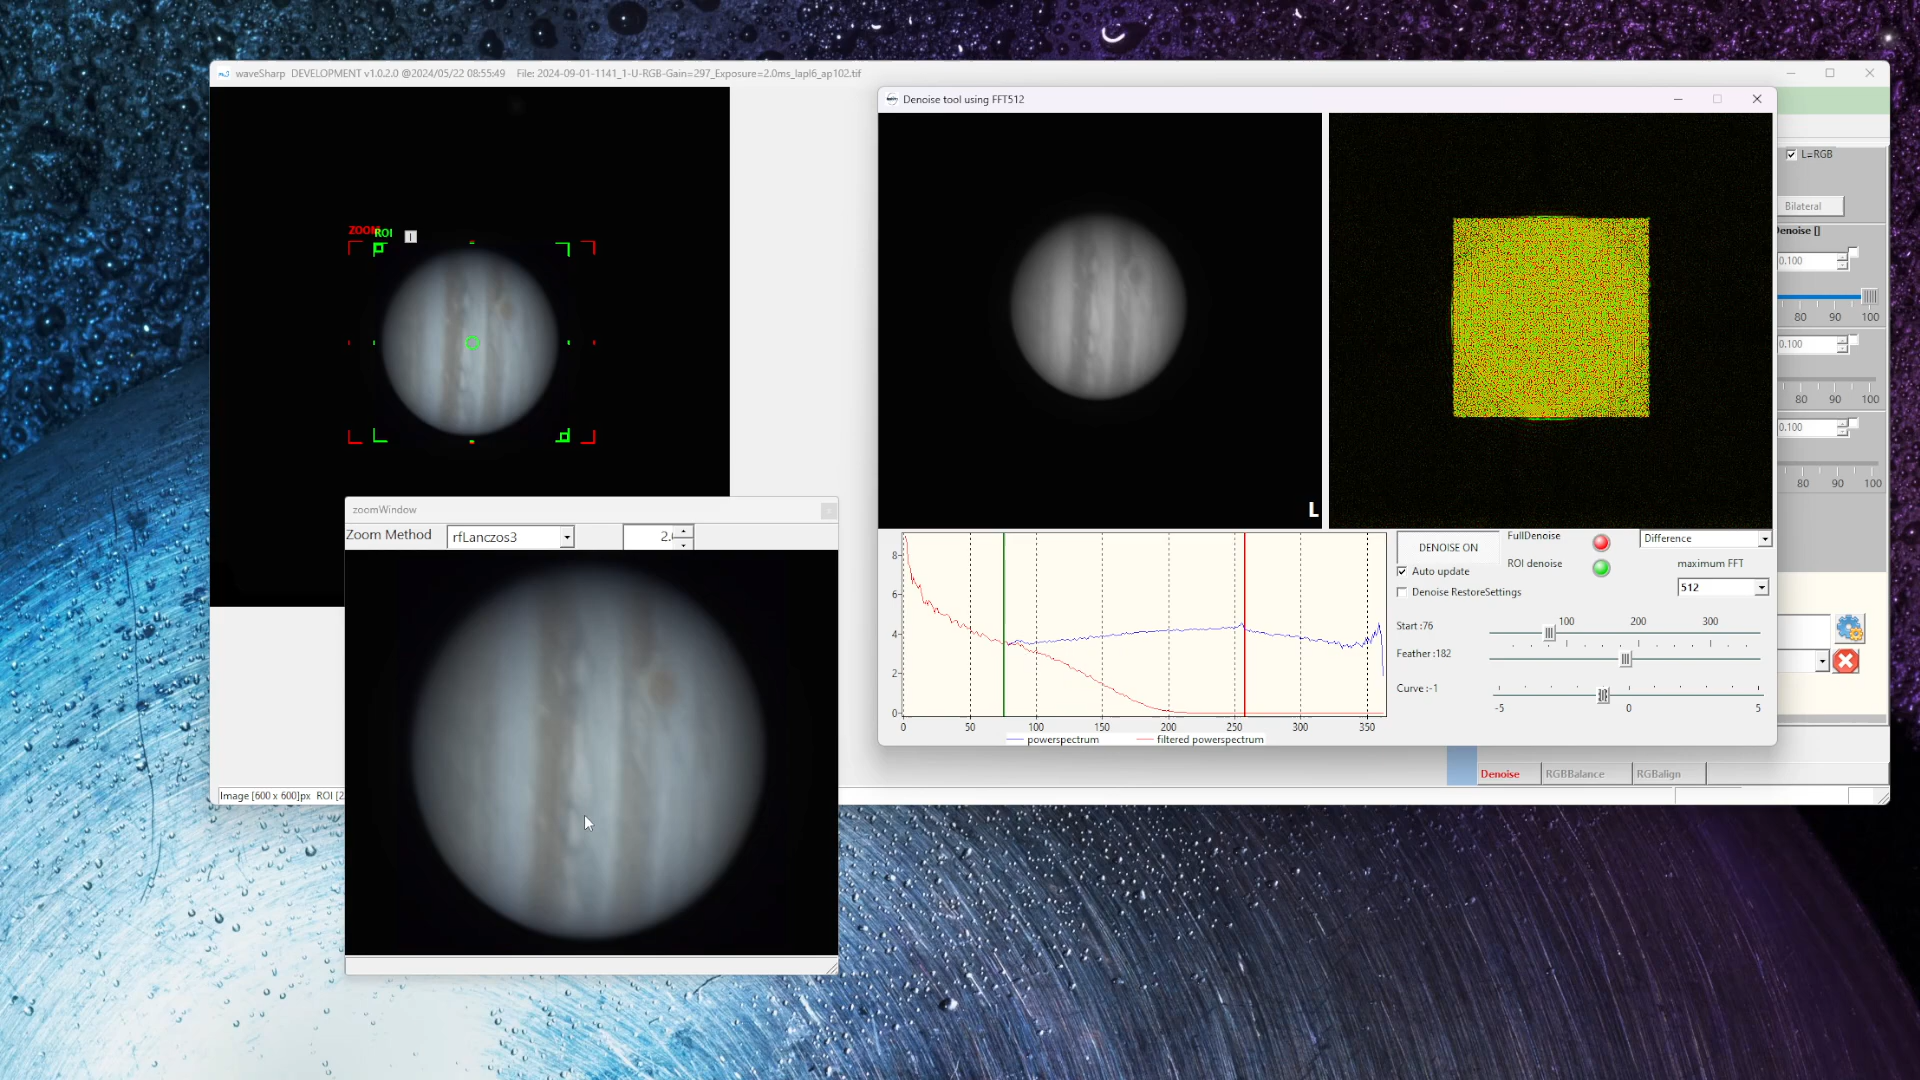 waveSharp DEVELOPMENT v1.0.2.0 @2024/05/22 08:55:49 File: 2024-09-01-1141_1-U-RGB-Gain=297_Exposure=2.0ms_lapl6_ap102.tif
Denoise tool using FFT512
L=RGB
Bilateral
Denoise []
0.100
80 90 100
0.100
80 90 100
0.100
80 90 100
ZOOM
ROI
L
zoomWindow
Zoom Method
rfLanczos3
DENOISE ON
FullDenoise
ROI denoise
Difference
Auto update
maximum FFT
Denoise RestoreSettings
512
Start :76
100 200 300
Feather :182
Curve :-1
-5 0 5
8
6
4
2
0
0 50 100 150 200 250 300 350
powerspectrum
filtered powerspectrum
Denoise
RGBBalance
RGBalign
Image [600 x 600]px ROI [2